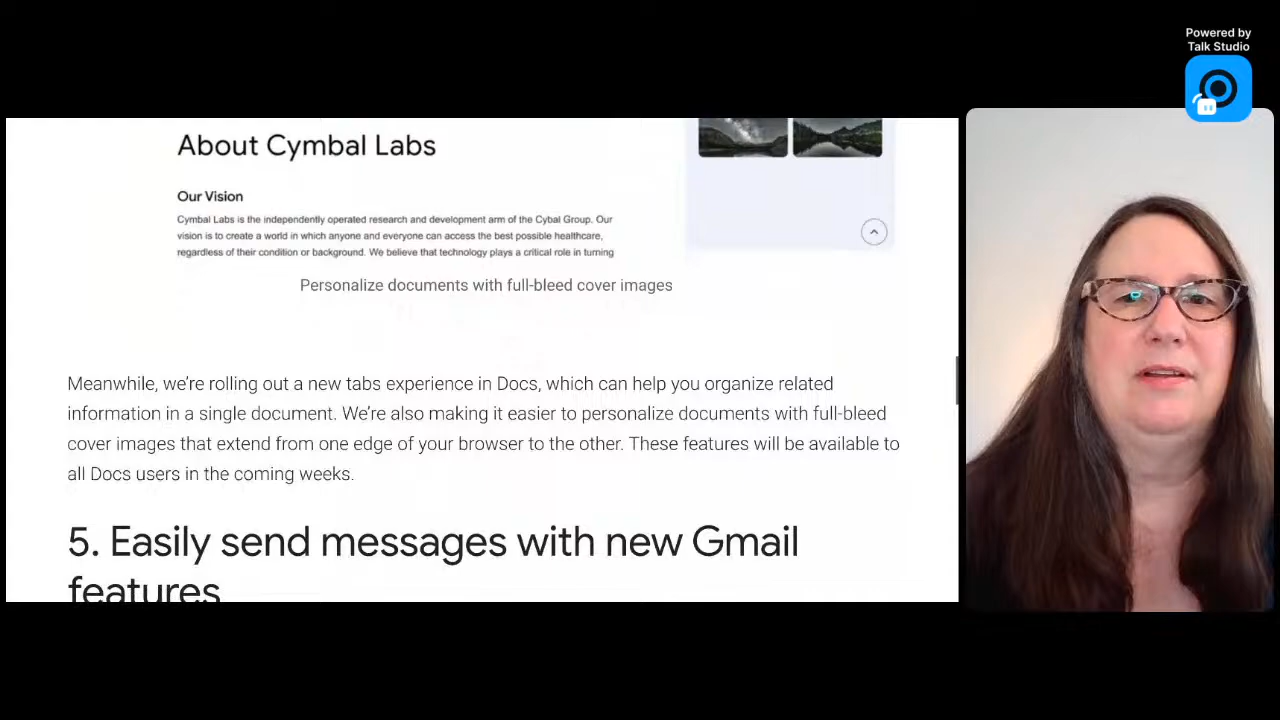 Powered by
Talk Studio
About Cymbal Labs
Our Vision
Cymbal Labs is the independently operated research and development arm of the Cybal Group. Our
vision is to create a world in which anyone and everyone can access the best possible healthcare,
regardless of their condition or background. We believe that technology plays a critical role in turning
Personalize documents with full-bleed cover images
Meanwhile, we’re rolling out a new tabs experience in Docs, which can help you organize related
information in a single document. We’re also making it easier to personalize documents with full-bleed
cover images that extend from one edge of your browser to the other. These features will be available to
all Docs users in the coming weeks.
5. Easily send messages with new Gmail
features